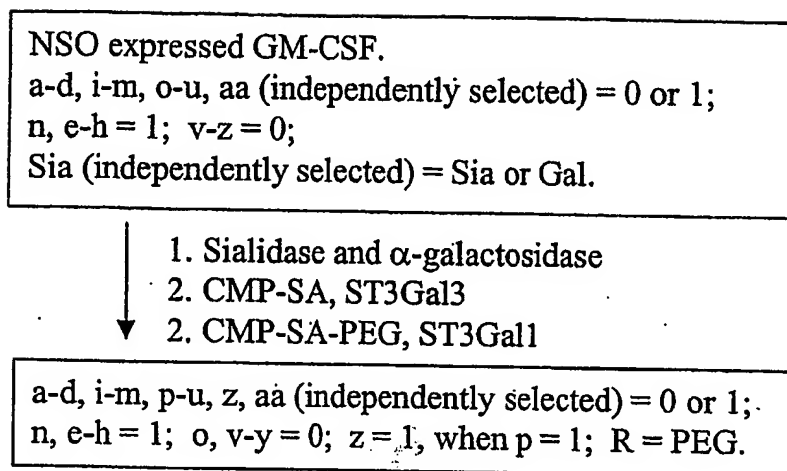 NSO expressed GM-CSF.
a-d, i-m, o-u, aa (independently selected) = 0 or 1;
n, e-h = 1; v-z = 0;
Sia (independently selected) = Sia or Gal.
1. Sialidase and α-galactosidase
2. CMP-SA, ST3Gal3
2. CMP-SA-PEG, ST3Gal1
a-d, i-m, p-u, z, aa (independently selected) = 0 or 1;
n, e-h = 1; o, v-y = 0; z = 1, when p = 1; R = PEG.